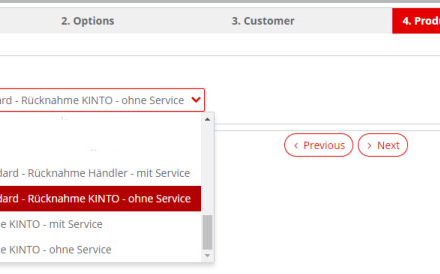 2. Options
3. Customer
4. Produ
ard - Rücknahme KINTO - ohne Service
Previous
Next
dard - Rücknahme Händler - mit Service
dard - Rücknahme KINTO - ohne Service
e KINTO - mit Service
e KINTO - ohne Service